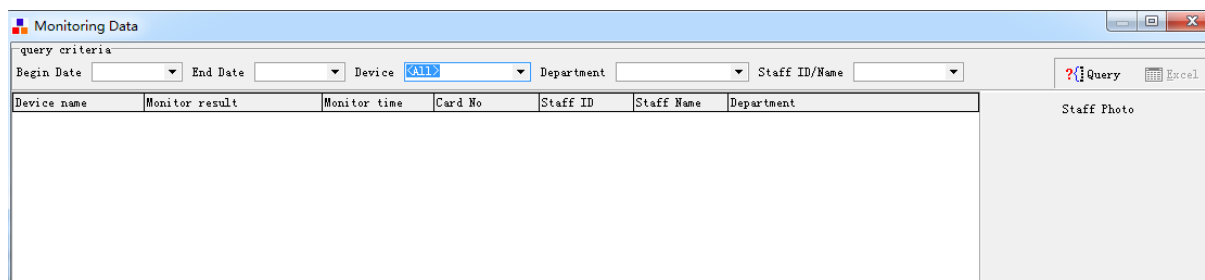 Monitoring Data
query criteria
Begin Date End Date Device <All> Department Staff ID/Name ?{ Query Excel
Device name Monitor result Monitor time Card No Staff ID Staff Name Department
Staff Photo